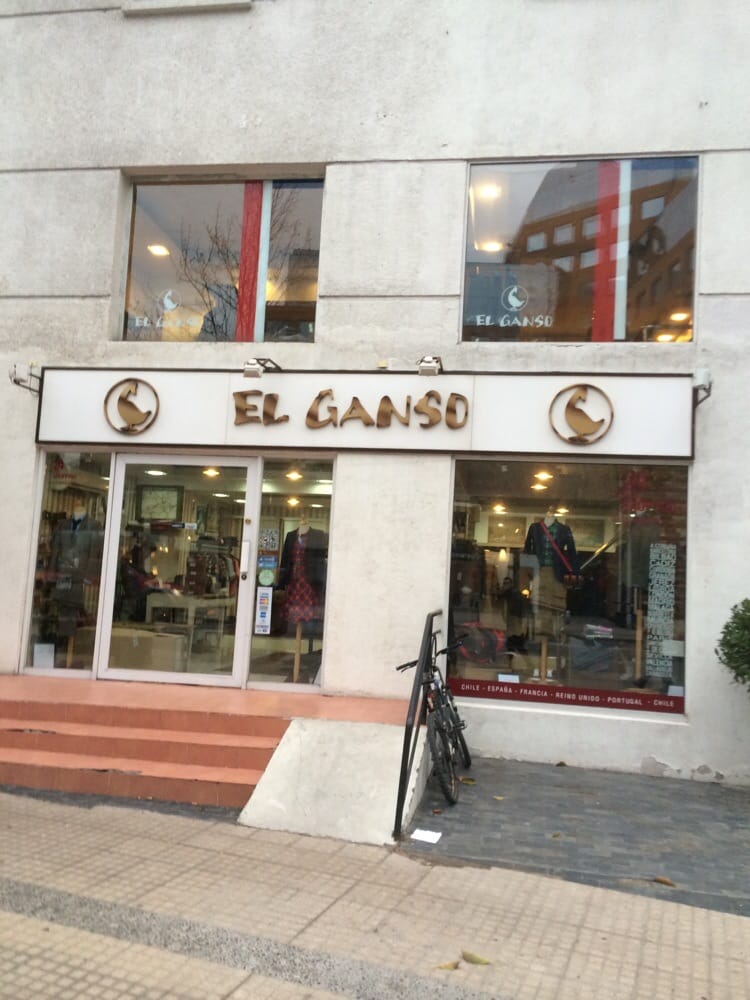 EL GANSO
EL GANSO
EL GANSO
CHILE - ESPAÑA - FRANCIA - REINO UNIDO - PORTUGAL - CHILE